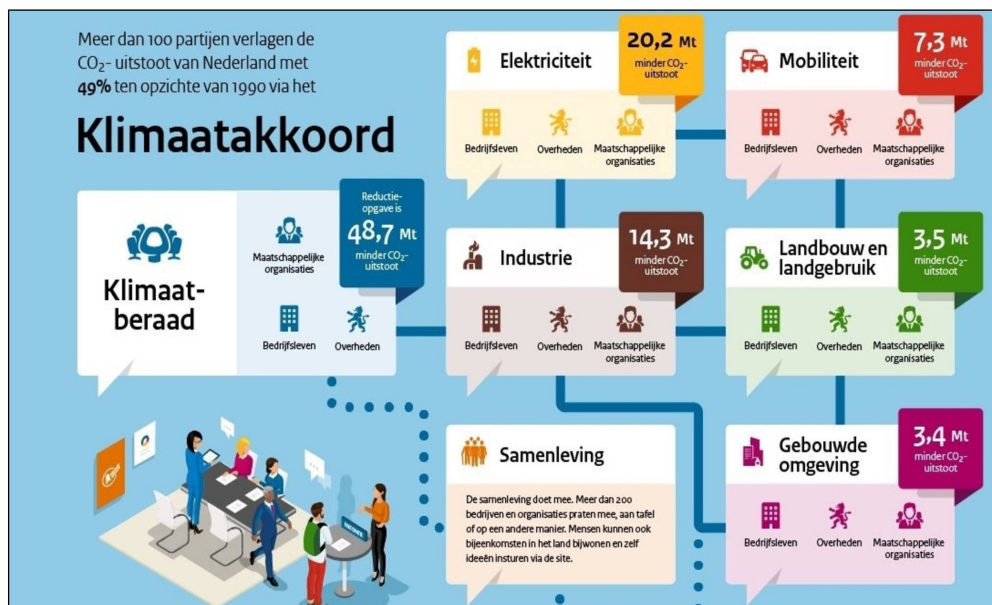 Meer dan 100 partijen verlagen de
CO₂- uitstoot van Nederland met
49% ten opzichte van 1990 via het
Klimaatakkoord
Klimaat-
beraad
Maatschappelijke
organisaties
Bedrijfsleven
Overheden
Reductie-
opgave is
48,7 Mt
minder CO₂-
uitstoot
Elektriciteit
20,2 Mt
minder CO₂-
uitstoot
Bedrijfsleven
Overheden
Maatschappelijke
organisaties
Mobiliteit
7,3 Mt
minder CO₂-
uitstoot
Bedrijfsleven
Overheden
Maatschappelijke
organisaties
Industrie
14,3 Mt
minder CO₂-
uitstoot
Bedrijfsleven
Overheden
Maatschappelijke
organisaties
Landbouw en
landgebruik
3,5 Mt
minder CO₂-
uitstoot
Bedrijfsleven
Overheden
Maatschappelijke
organisaties
Samenleving
De samenleving doet mee. Meer dan 200
bedrijven en organisaties praten mee, aan tafel
of op een andere manier. Mensen kunnen ook
bijeenkomsten in het land bijwonen en zelf
ideeën insturen via de site.
Gebouwde
omgeving
3,4 Mt
minder CO₂-
uitstoot
Bedrijfsleven
Overheden
Maatschappelijke
organisaties